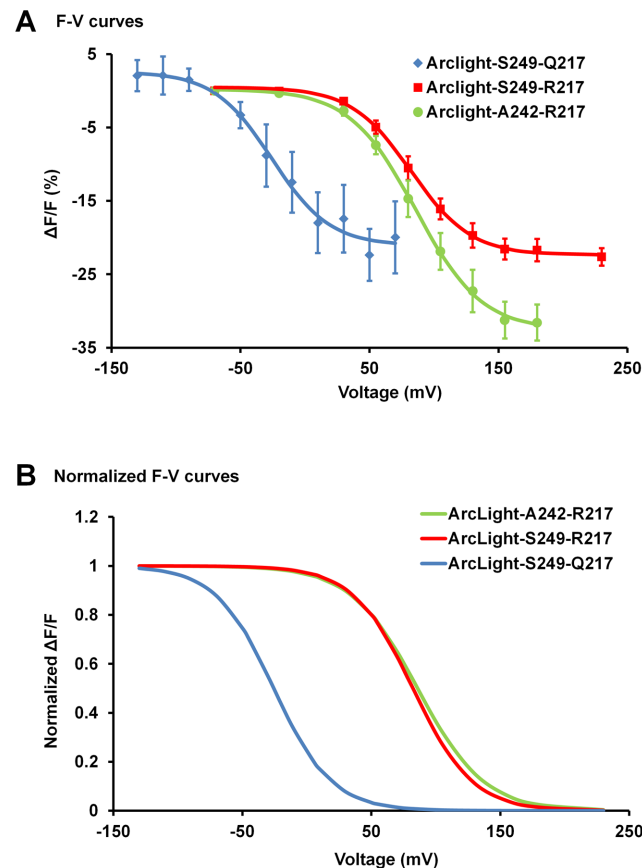 A F-V curves
Arclight-S249-Q217
Arclight-S249-R217
Arclight-A242-R217
ΔF/F (%)
5
-5
-15
-25
-35
-150 -50 50 150 250
Voltage (mV)
B Normalized F-V curves
ArcLight-A242-R217
ArcLight-S249-R217
ArcLight-S249-Q217
Normalized ΔF/F
1.2
1
0.8
0.6
0.4
0.2
0
-150 -50 50 150 250
Voltage (mV)